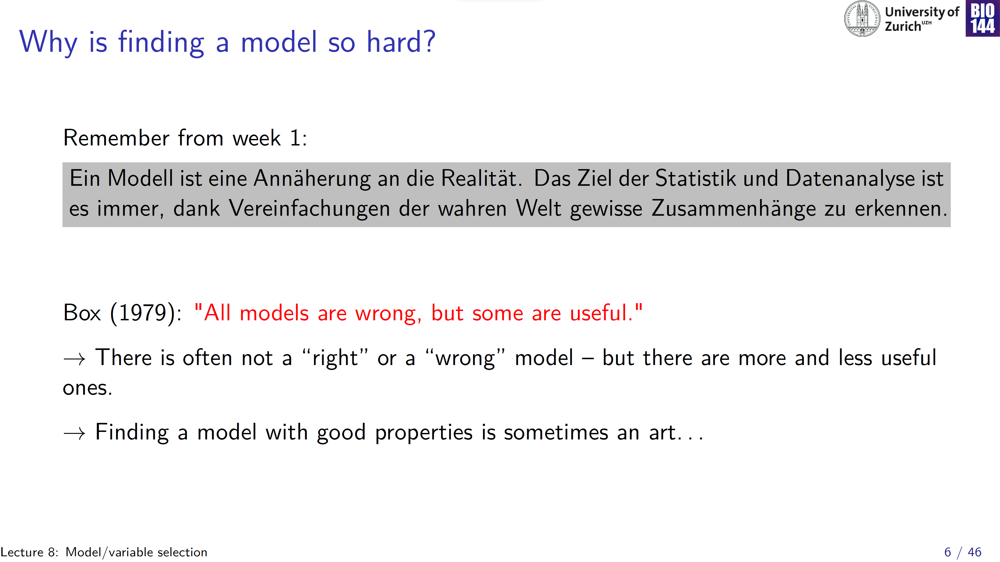 University of
Zurich UZH
BIO
144
Why is finding a model so hard?
Remember from week 1:
Ein Modell ist eine Annäherung an die Realität. Das Ziel der Statistik und Datenanalyse ist
es immer, dank Vereinfachungen der wahren Welt gewisse Zusammenhänge zu erkennen.
Box (1979): "All models are wrong, but some are useful."
→ There is often not a “right” or a “wrong” model – but there are more and less useful
ones.
→ Finding a model with good properties is sometimes an art...
Lecture 8: Model/variable selection
6 / 46